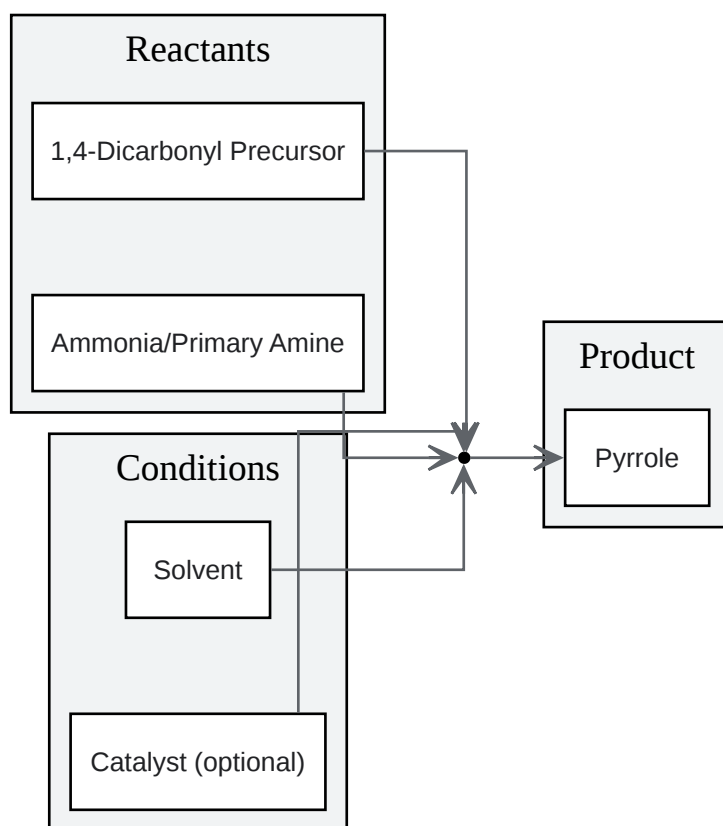 Reactants
1,4-Dicarbonyl Precursor
Ammonia/Primary Amine
Conditions
Solvent
Catalyst (optional)
Product
Pyrrole